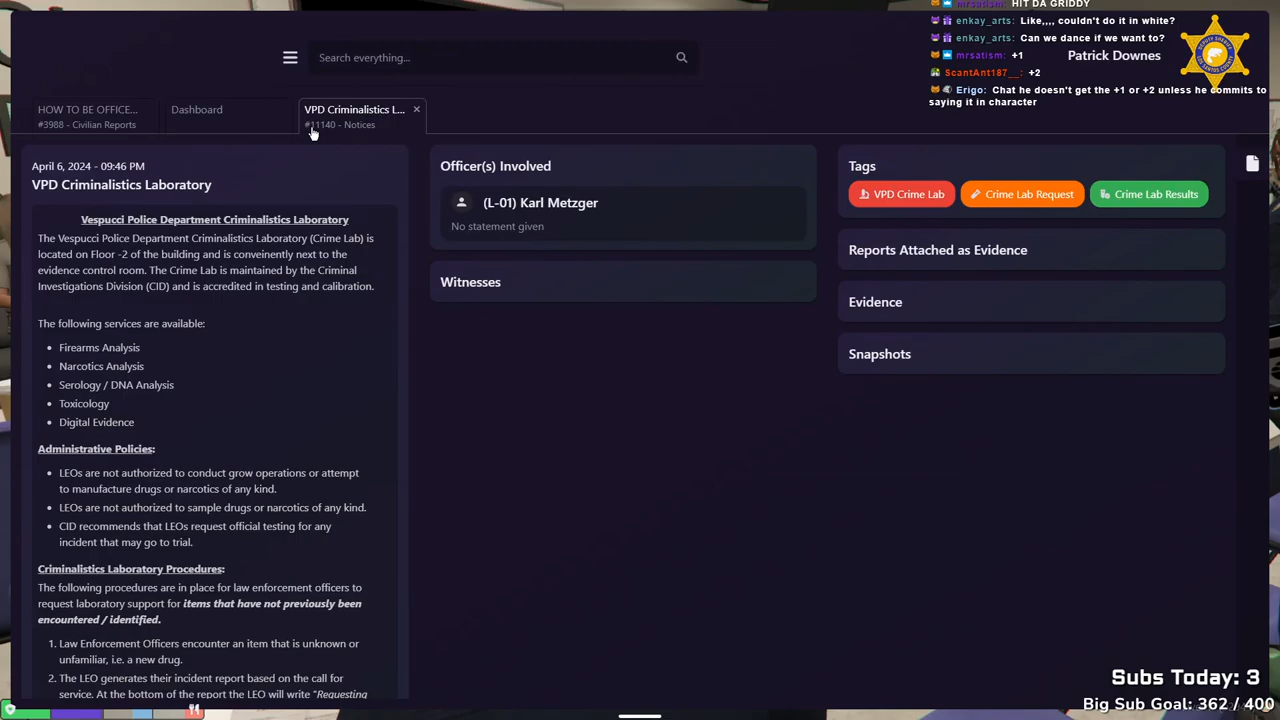 mrsatism: HIT DA GRIDDY
enkay_arts: Like,,,, couldn't do it in white?
enkay_arts: Can we dance if we want to?
mrsatism: +1
ScantAnt187__: +2
Erigo: Chat he doesn't get the +1 or +2 unless he commits to
saying it in character
Patrick Downes
Search everything...
HOW TO BE OFFICE...
#3988 - Civilian Reports
Dashboard
VPD Criminalistics L...
#11140 - Notices
April 6, 2024 - 09:46 PM
VPD Criminalistics Laboratory
Vespucci Police Department Criminalistics Laboratory
The Vespucci Police Department Criminalistics Laboratory (Crime Lab) is
located on Floor -2 of the building and is conveinently next to the
evidence control room. The Crime Lab is maintained by the Criminal
Investigations Division (CID) and is accredited in testing and calibration.
The following services are available:
Firearms Analysis
Narcotics Analysis
Serology / DNA Analysis
Toxicology
Digital Evidence
Administrative Policies:
LEOs are not authorized to conduct grow operations or attempt
to manufacture drugs or narcotics of any kind.
LEOs are not authorized to sample drugs or narcotics of any kind.
CID recommends that LEOs request official testing for any
incident that may go to trial.
Criminalistics Laboratory Procedures:
The following procedures are in place for law enforcement officers to
request laboratory support for items that have not previously been
encountered / identified.
1. Law Enforcement Officers encounter an item that is unknown or
unfamiliar, i.e. a new drug.
2. The LEO generates their incident report based on the call for
service. At the bottom of the report the LEO will write "Requesting
Officer(s) Involved
(L-01) Karl Metzger
No statement given
Witnesses
Tags
VPD Crime Lab
Crime Lab Request
Crime Lab Results
Reports Attached as Evidence
Evidence
Snapshots
Subs Today: 3
Big Sub Goal: 362 / 400